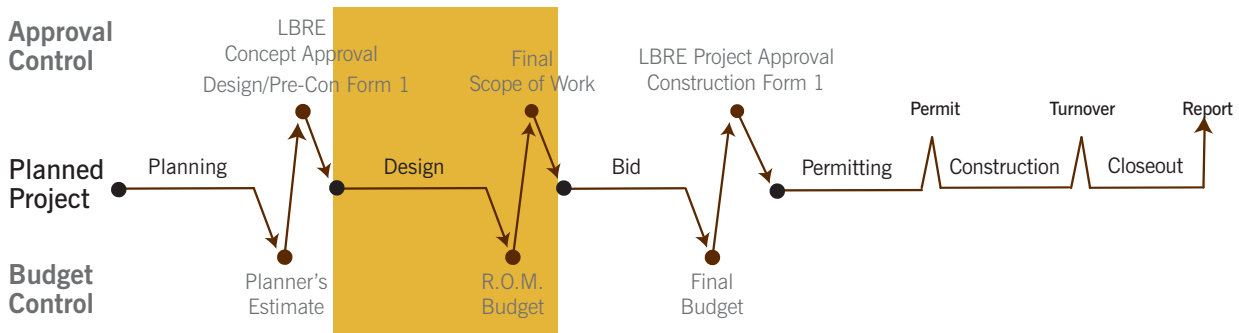 Approval
Control
LBRE
Concept Approval
Design/Pre-Con Form 1
Final
Scope of Work
LBRE Project Approval
Construction Form 1
Permit
Turnover
Report
Planned
Project
Planning
Design
Bid
Permitting
Construction
Closeout
Budget
Control
Planner’s
Estimate
R.O.M.
Budget
Final
Budget